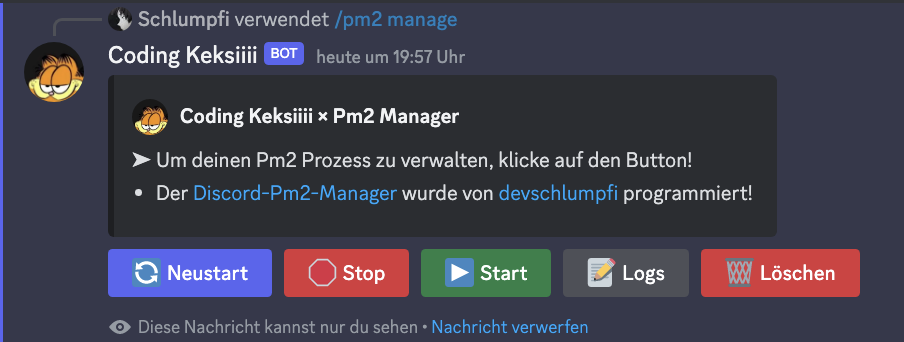 Schlumpfi verwendet /pm2 manage
Coding Keksiiii BOT heute um 19:57 Uhr
Coding Keksiiii × Pm2 Manager
➤ Um deinen Pm2 Prozess zu verwalten, klicke auf den Button!
• Der Discord-Pm2-Manager wurde von devschlumpfi programmiert!
Neustart Stop Start Logs Löschen
Diese Nachricht kannst nur du sehen • Nachricht verwerfen